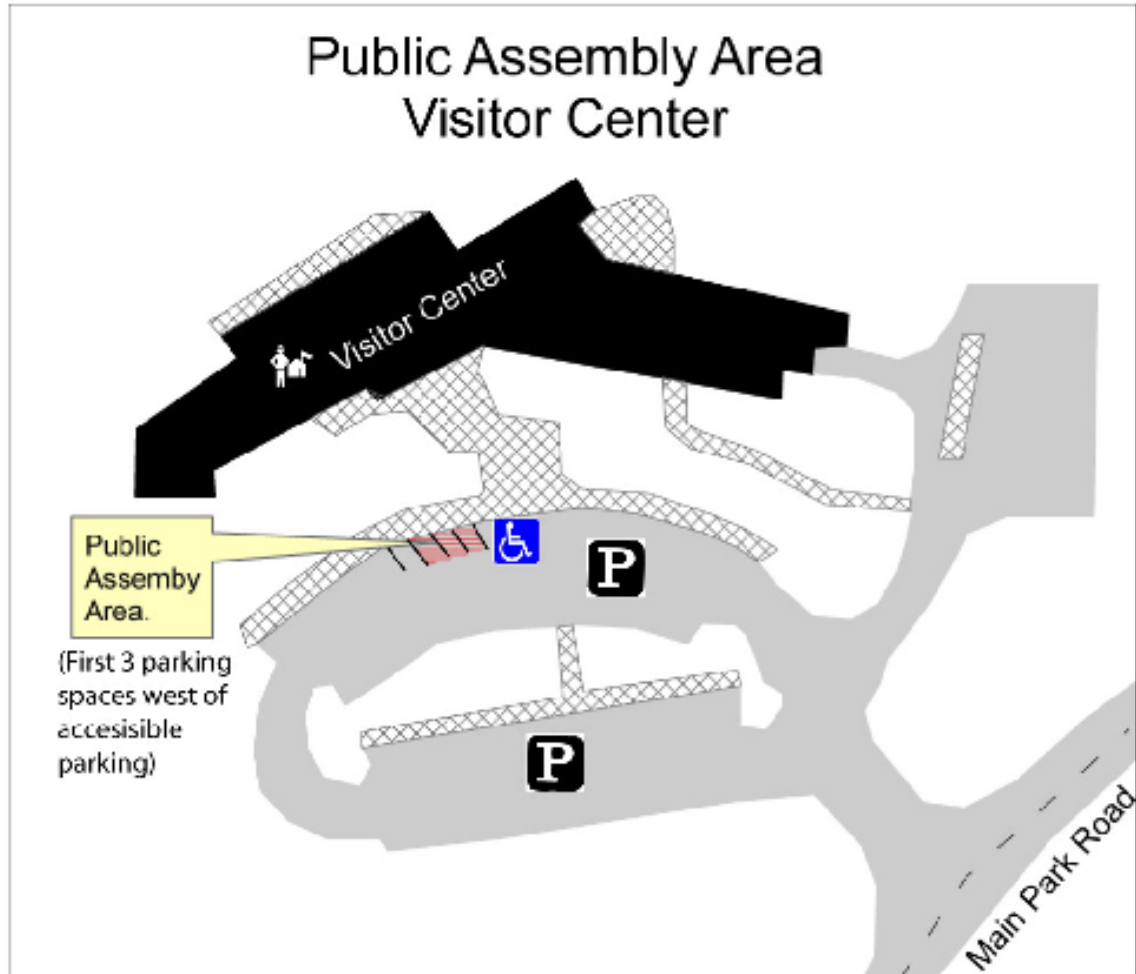 Public Assembly Area
Visitor Center
Visitor Center
Public
Assemby
Area.
(First 3 parking
spaces west of
accesisible
parking)
P
P
Main Park Road